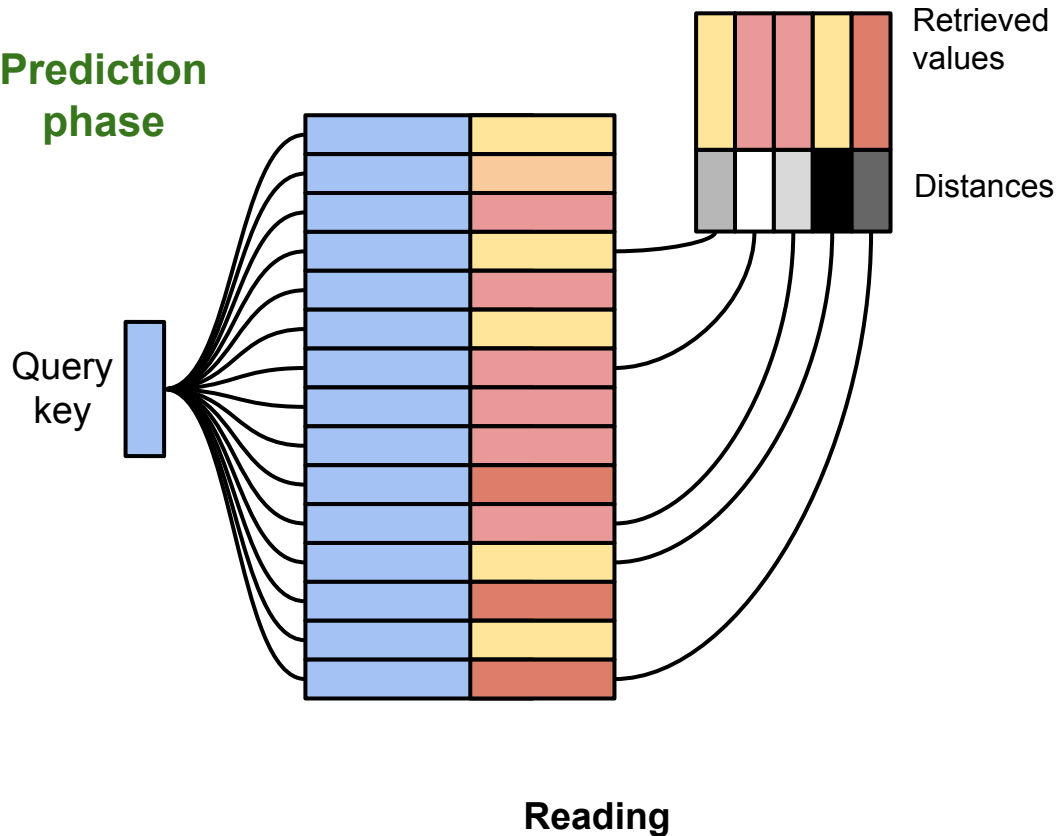 Prediction
phase
Retrieved
values
Distances
Query
key
Reading